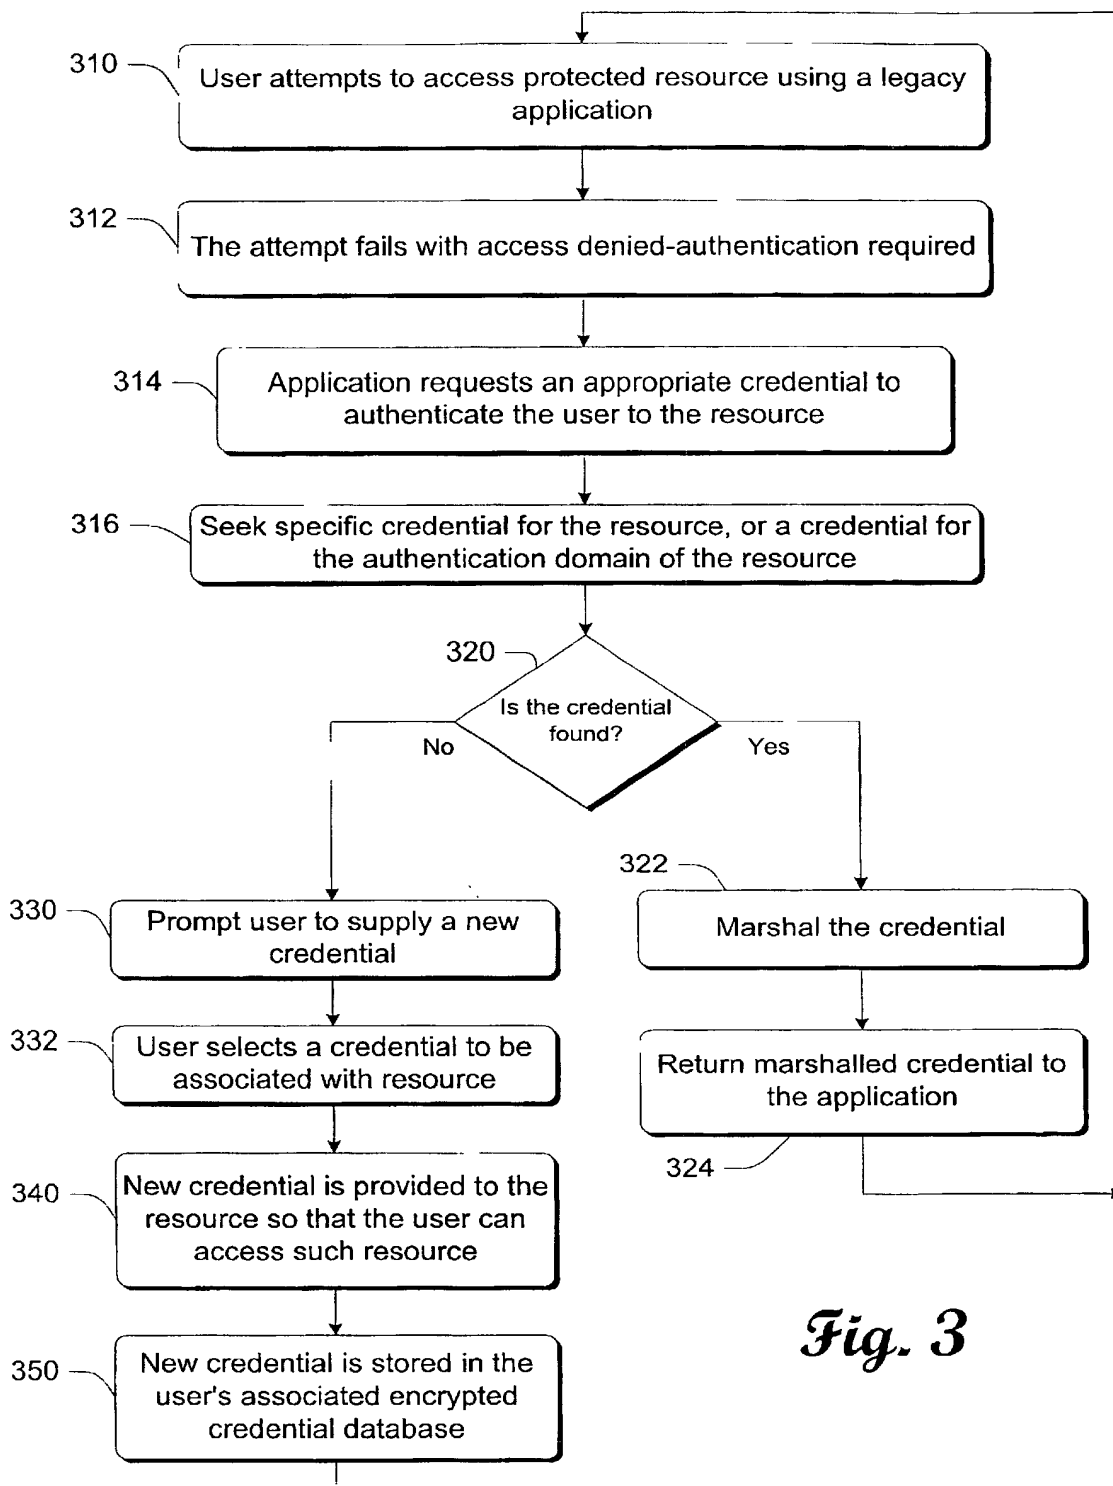 310
User attempts to access protected resource using a legacy
application
312
The attempt fails with access denied-authentication required
314
Application requests an appropriate credential to
authenticate the user to the resource
316
Seek specific credential for the resource, or a credential for
the authentication domain of the resource
320
Is the credential
found?
No
Yes
322
Marshal the credential
330
Prompt user to supply a new
credential
332
User selects a credential to be
associated with resource
Return marshalled credential to
the application
324
340
New credential is provided to the
resource so that the user can
access such resource
350
New credential is stored in the
user's associated encrypted
credential database
Fig. 3